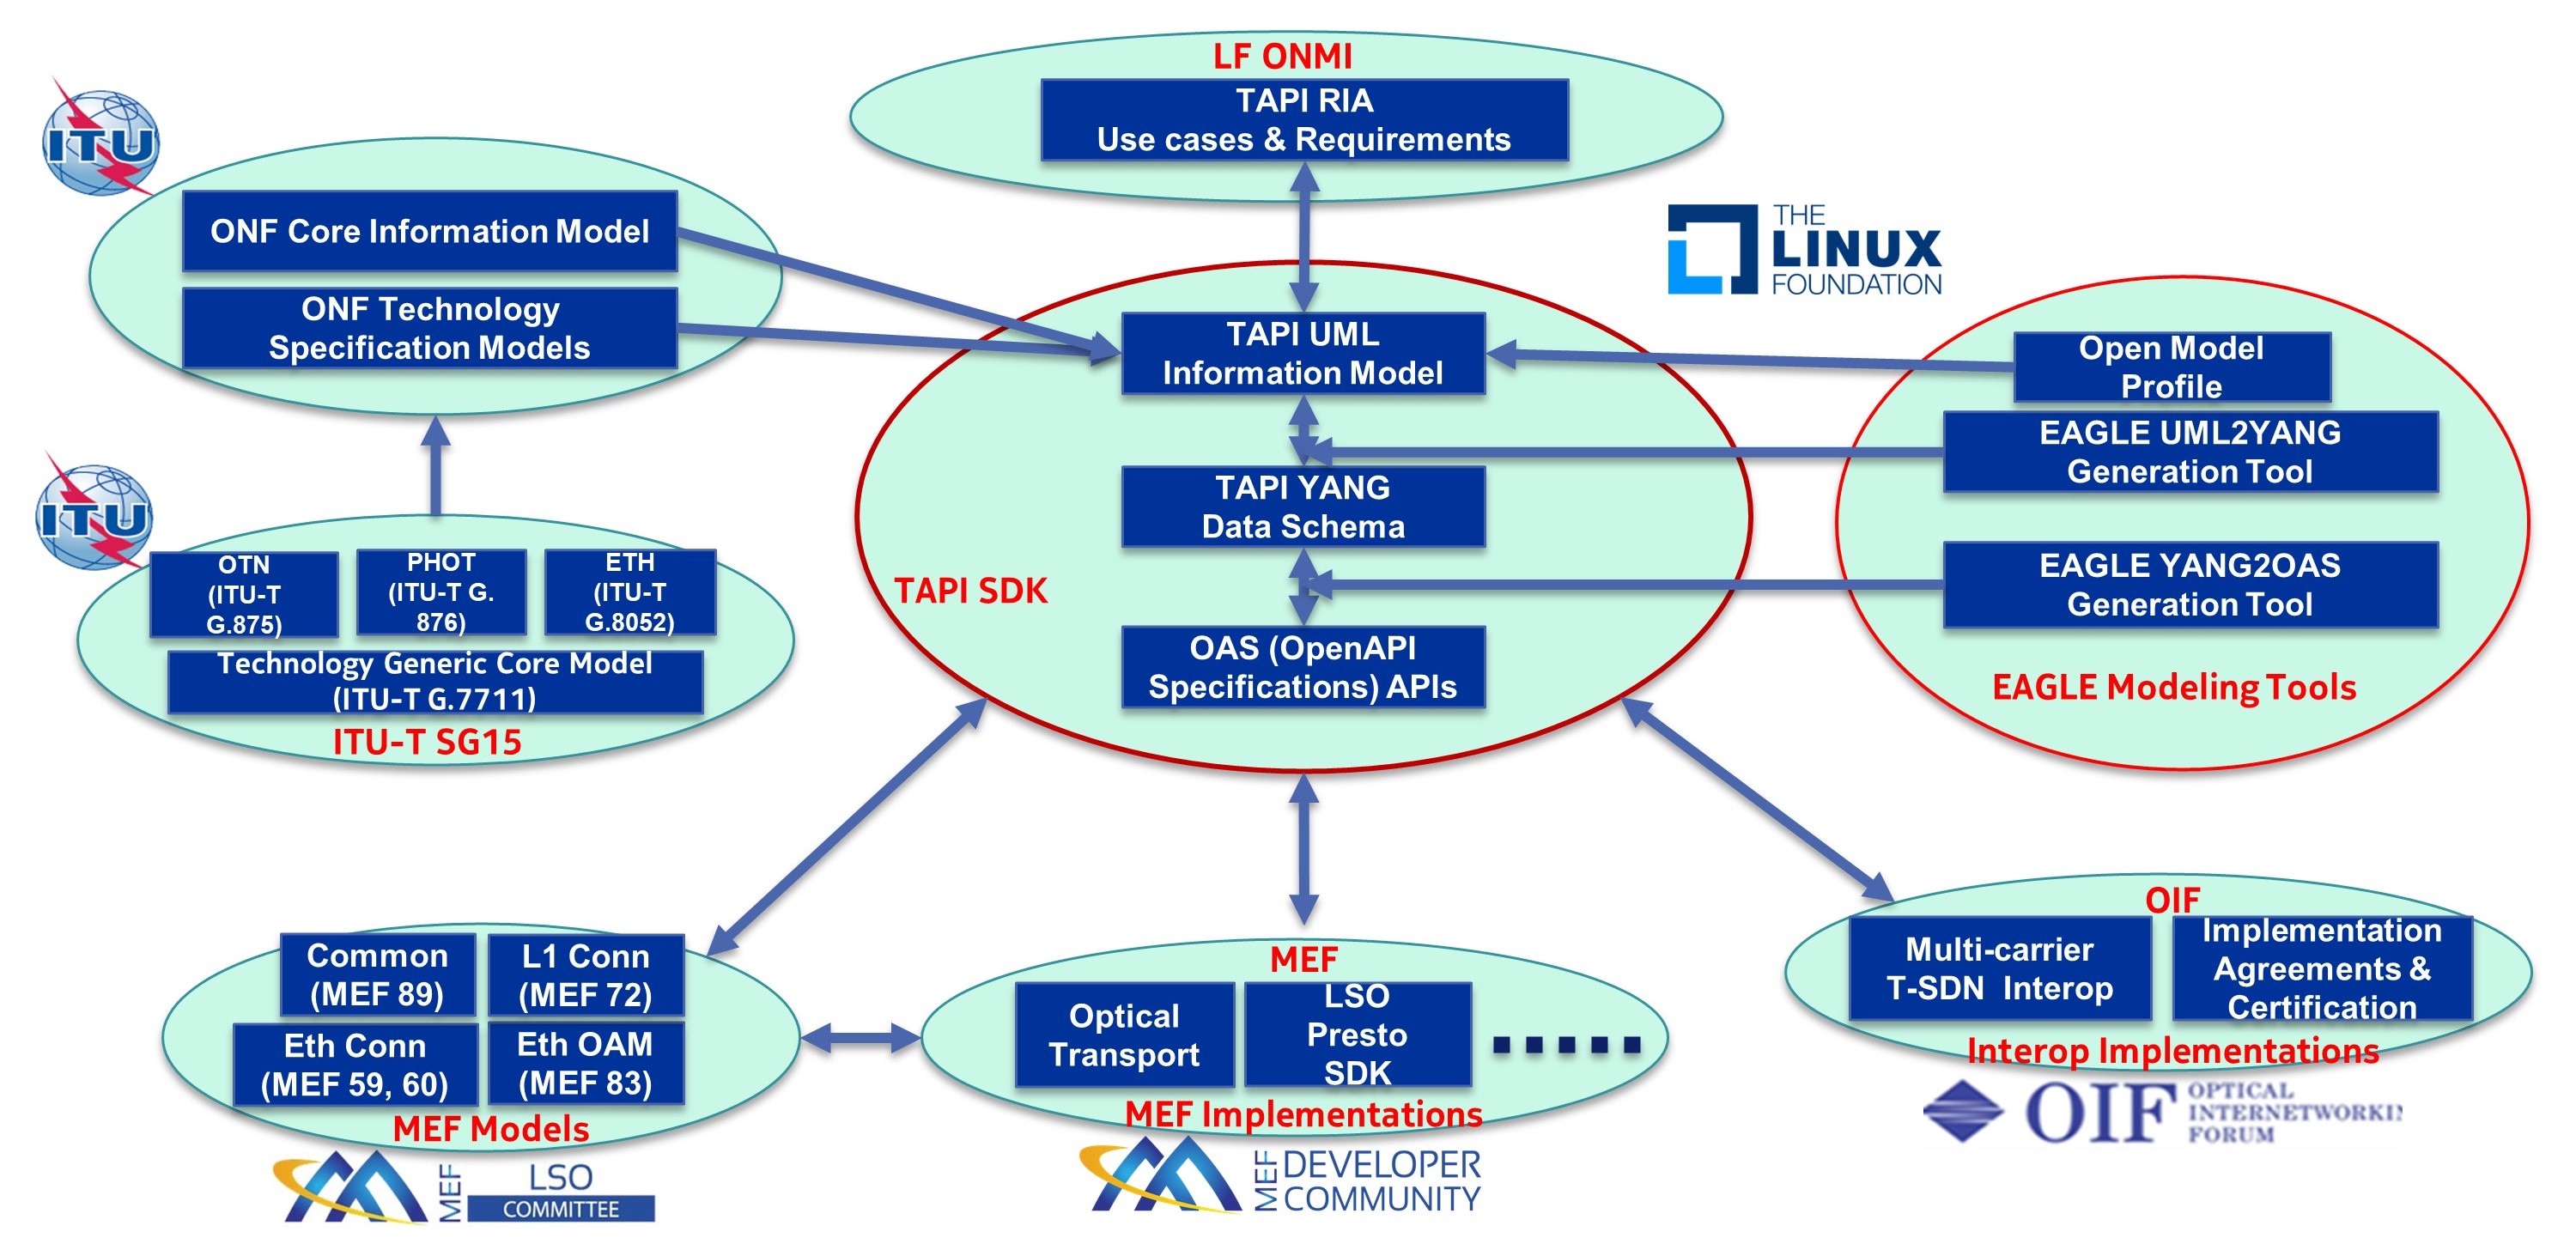 LF ONMI
TAPI RIA
Use cases & Requirements
ITU
ONF Core Information Model
ONF Technology
Specification Models
THE
LINUX
FOUNDATION
TAPI UML
Information Model
TAPI YANG
Data Schema
OAS (OpenAPI
Specifications) APIs
TAPI SDK
Open Model
Profile
EAGLE UML2YANG
Generation Tool
EAGLE YANG2OAS
Generation Tool
EAGLE Modeling Tools
ITU
OTN
(ITU-T
G.875)
PHOT
(ITU-T G.
876)
ETH
(ITU-T
G.8052)
Technology Generic Core Model
(ITU-T G.7711)
ITU-T SG15
Common
(MEF 89)
L1 Conn
(MEF 72)
Eth Conn
(MEF 59, 60)
Eth OAM
(MEF 83)
MEF Models
MEF
LSO
COMMITTEE
MEF
Optical
Transport
LSO
Presto
SDK
MEF Implementations
MEF
DEVELOPER
COMMUNITY
OIF
Multi-carrier
T-SDN Interop
Implementation
Agreements &
Certification
Interop Implementations
OIF
OPTICAL
INTERNETWORKIN
FORUM